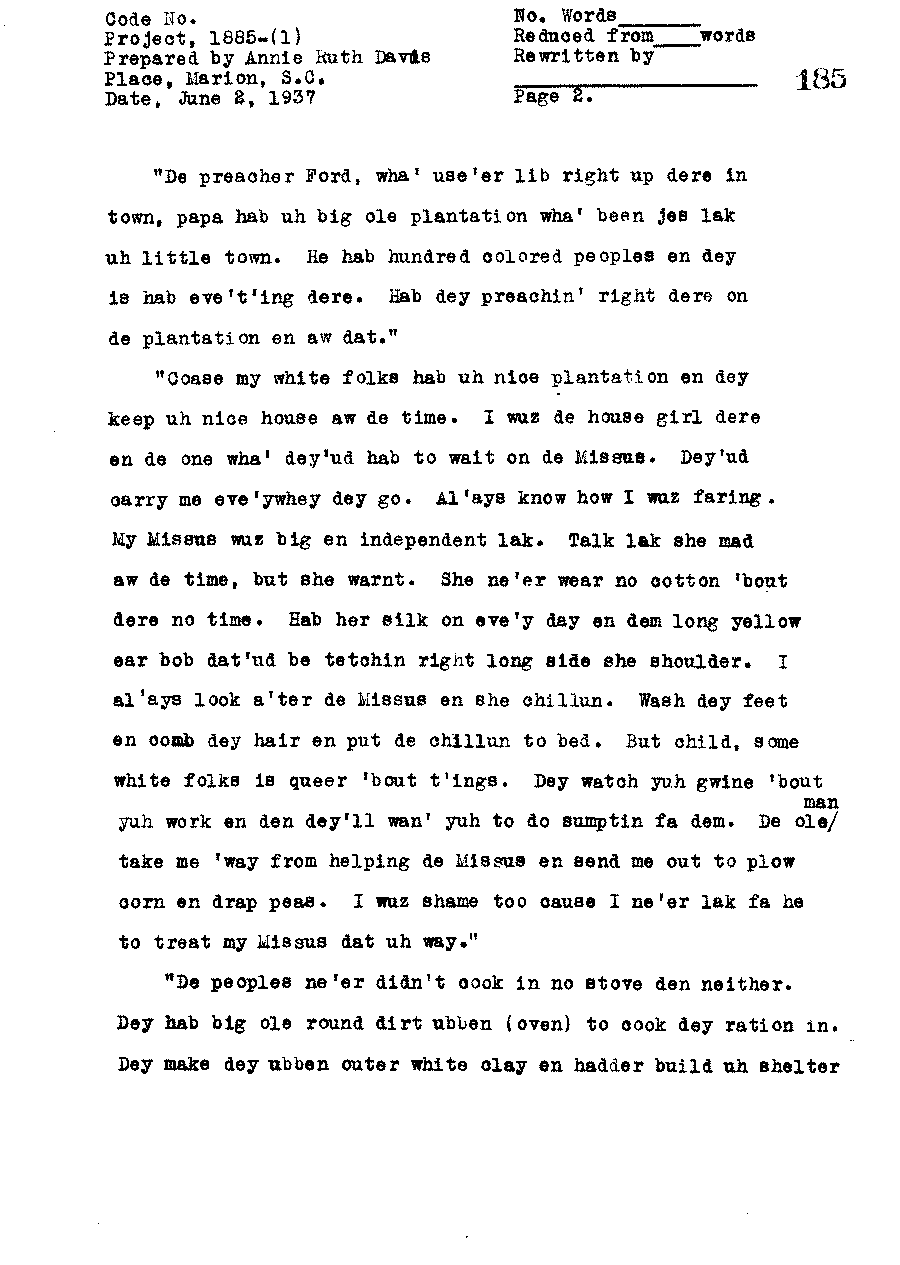 Code No.
Project, 1885-(1)
Prepared by Annie Ruth Davis
Place, Marion, S.C.
Date, June 2, 1937
No. Words________
Reduced from____words
Rewritten by
________________________
Page 2.
185
"De preacher Ford, wha' use'er lib right up dere in
town, papa hab uh big ole plantation wha' been jes lak
uh little town. He hab hundred colored peoples en dey
is hab eve't'ing dere. Hab dey preachin' right dere on
de plantation en aw dat."
"Coase my white folks hab uh nice plantation en dey
keep uh nice house aw de time. I wuz de house girl dere
en de one wha' dey'ud hab to wait on de Missus. Dey'ud
carry me eve'ywhey dey go. Al'ays know how I wuz faring.
My Missus wuz big en independent lak. Talk lak she mad
aw de time, but she warnt. She ne'er wear no cotton 'bout
dere no time. Hab her silk on eve'y day en dem long yellow
ear bob dat'ud be tetchin right long side she shoulder. I
al'ays look a'ter de Missus en she chillun. Wash dey feet
en comb dey hair en put de chillun to bed. But child, some
white folks is queer 'bout t'ings. Dey watch yuh gwine 'bout
man
yuh work en den dey'll wan' yuh to do sumptin fa dem. De ole/
take me 'way from helping de Missus en send me out to plow
corn en drap peas. I wuz shame too cause I ne'er lak fa he
to treat my Missus dat uh way."
"De peoples ne'er didn't cook in no stove den neither.
Dey hab big ole round dirt ubben (oven) to cook dey ration in.
Dey make dey ubben outer white clay en hadder build uh shelter